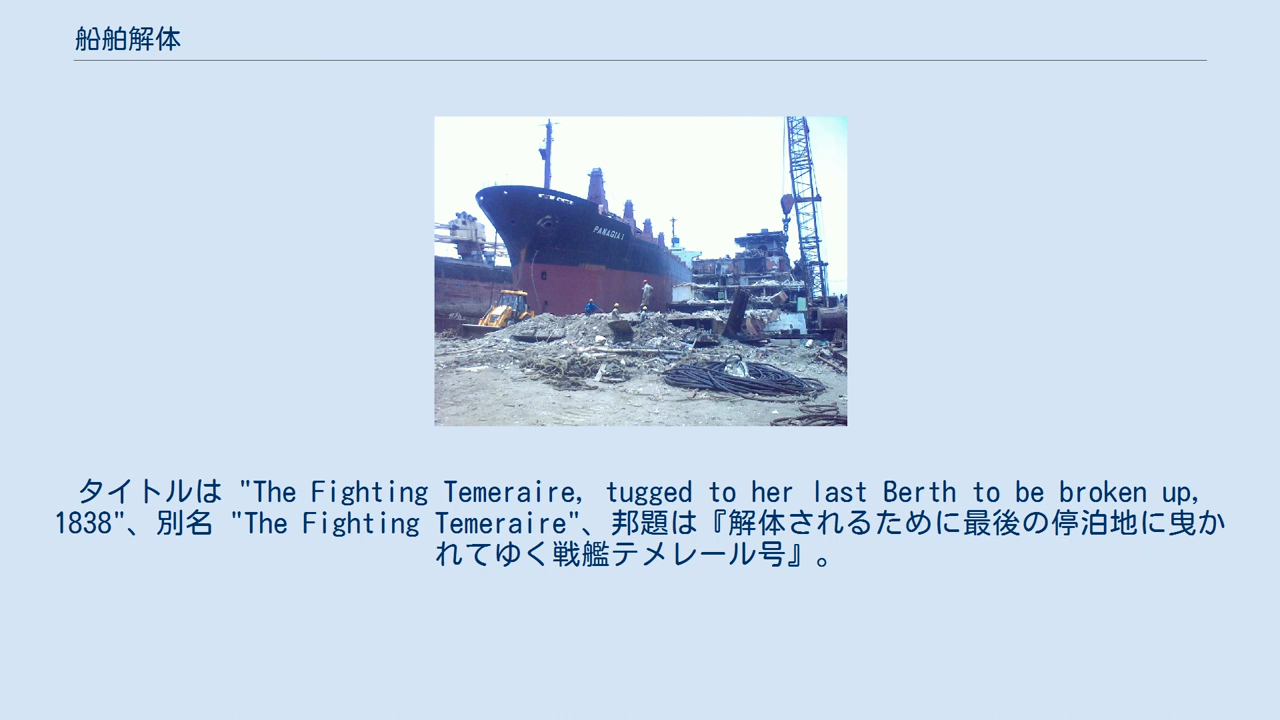 船舶解体
PANAGIA I
タイトルは "The Fighting Temeraire, tugged to her last Berth to be broken up,
1838"、別名 "The Fighting Temeraire"、邦題は『解体されるために最後の停泊地に曳か
れてゆく戦艦テメレール号』。